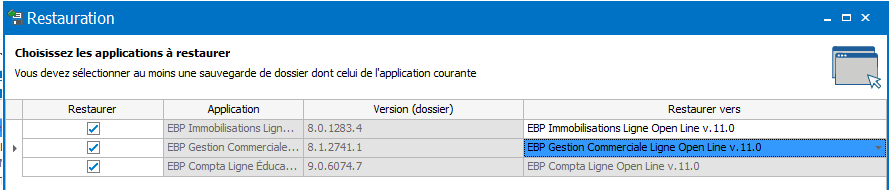 Restauration
Choisissez les applications à restaurer
Vous devez sélectionner au moins une sauvegarde de dossier dont celui de l'application courante
Restaurer Application Version (dossier) Restaurer vers
EBP Immobilisations Lign... 8.0.1283.4 EBP Immobilisations Ligne Open Line v.11.0
EBP Gestion Commerciale... 8.1.2741.1 EBP Gestion Commerciale Ligne Open Line v.11.0
EBP Compta Ligne Éduca... 9.0.6074.7 EBP Compta Ligne Open Line v.11.0